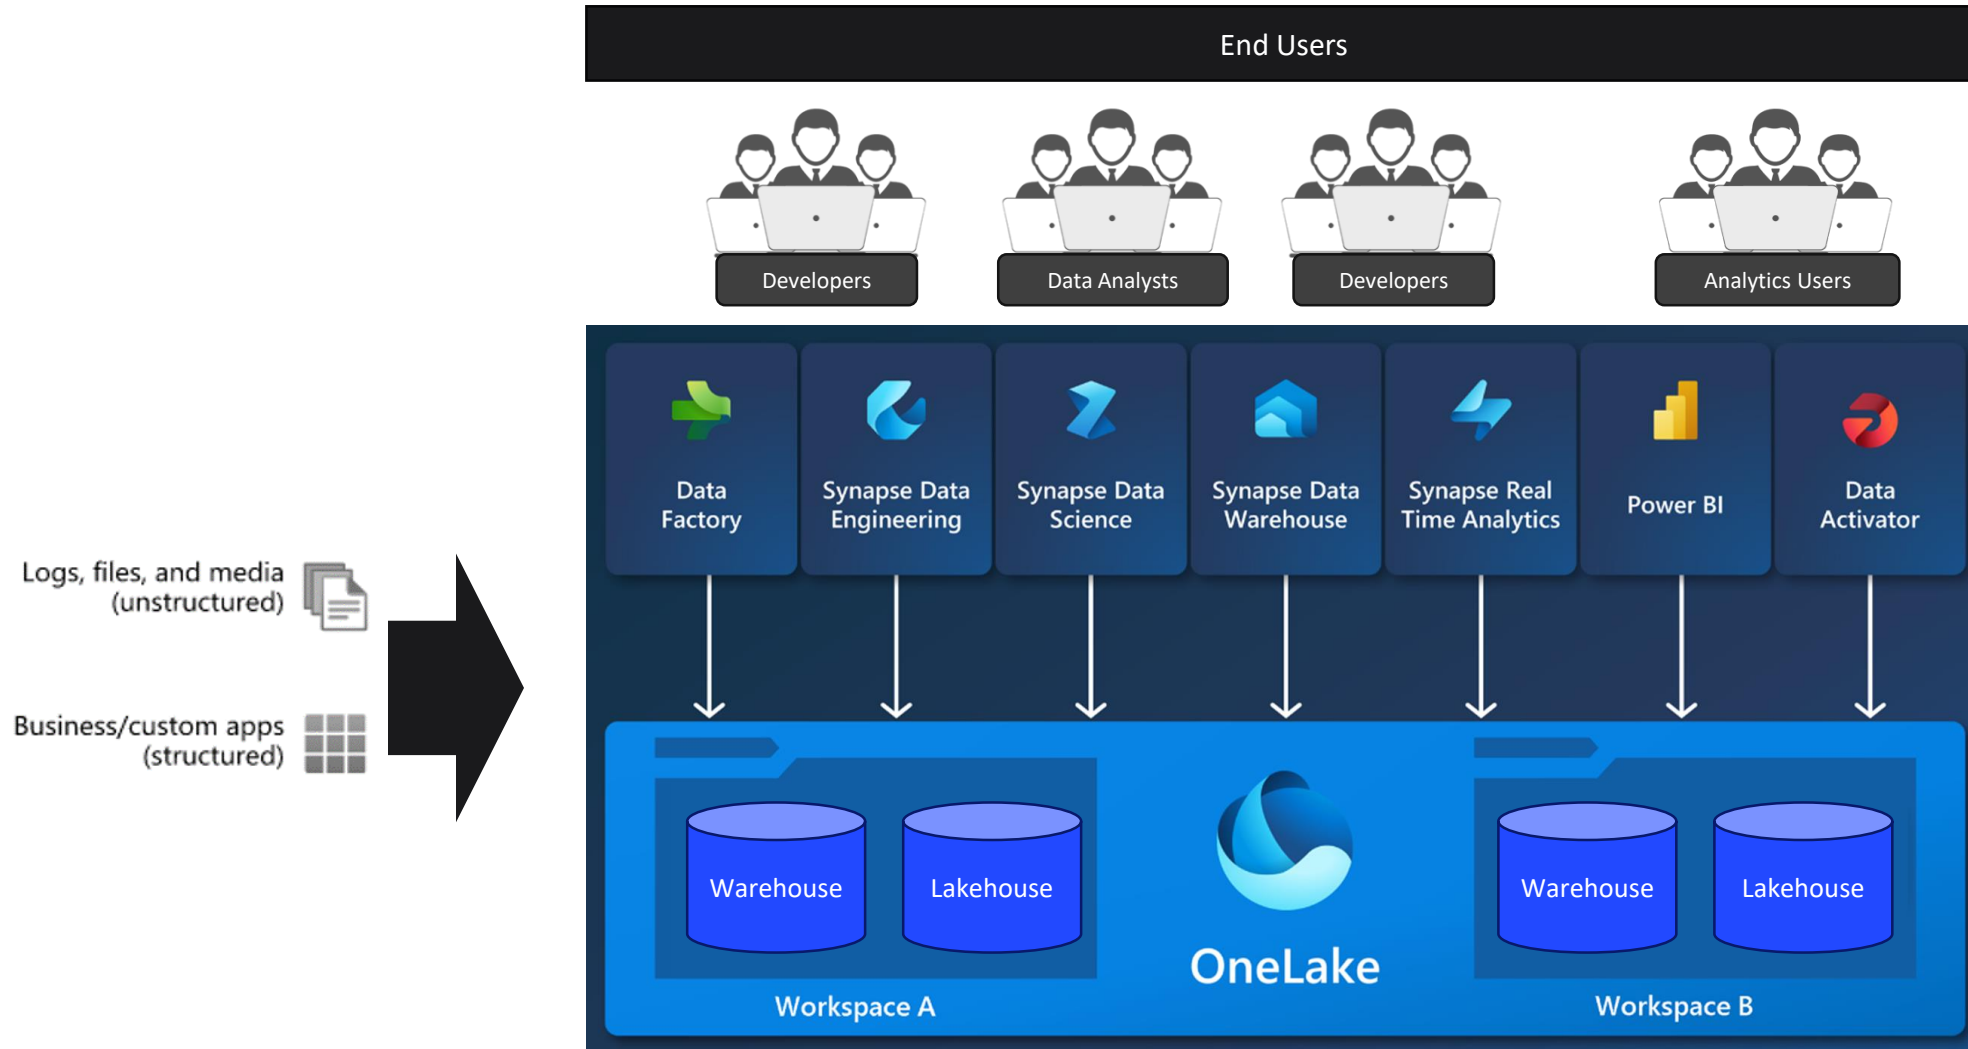 End Users
Developers
Data Analysts
Developers
Analytics Users
Data
Factory
Synapse Data
Engineering
Synapse Data
Science
Synapse Data
Warehouse
Synapse Real
Time Analytics
Power BI
Data
Activator
Logs, files, and media
(unstructured)
Business/custom apps
(structured)
Warehouse
Lakehouse
Workspace A
OneLake
Warehouse
Lakehouse
Workspace B